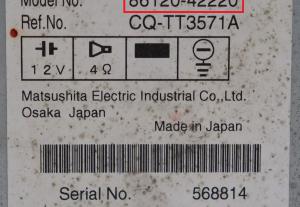 Model No. 86120-42220
Ref.No. CQ-TT3571A
12V 4Ω
Matsushita Electric Industrial Co.,Ltd.
Osaka Japan
Made in Japan
Serial No. 568814